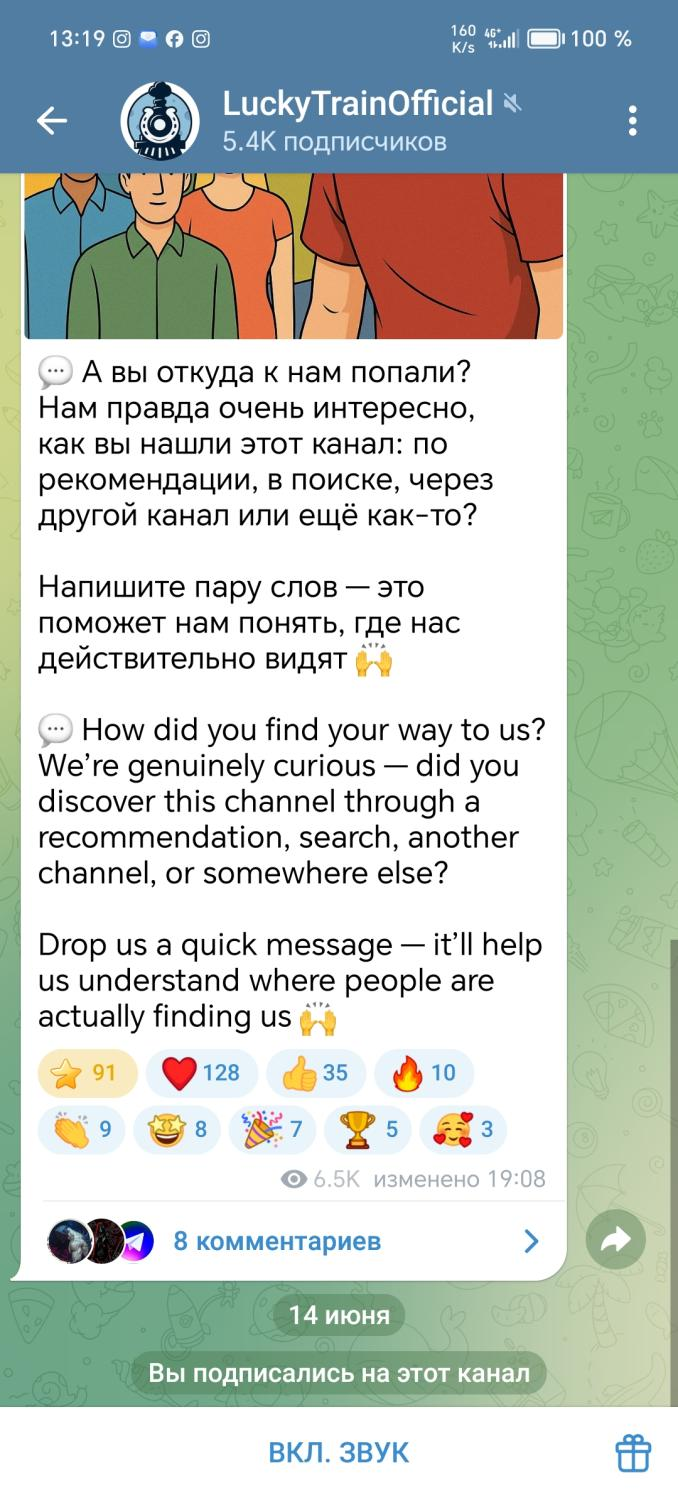 13:19
160 K/s
4G+
100 %
LuckyTrainOfficial
5.4K подписчиков
💬 А вы откуда к нам попали?
Нам правда очень интересно,
как вы нашли этот канал: по
рекомендации, в поиске, через
другой канал или ещё как-то?
Напишите пару слов — это
поможет нам понять, где нас
действительно видят 🙌
💬 How did you find your way to us?
We’re genuinely curious — did you
discover this channel through a
recommendation, search, another
channel, or somewhere else?
Drop us a quick message — it’ll help
us understand where people are
actually finding us 🙌
⭐ 91 ❤️ 128 👍 35 🔥 10
👏 9 🤩 8 🎉 7 🏆 5 🥰 3
6.5K изменено 19:08
8 комментариев
14 июня
Вы подписались на этот канал
ВКЛ. ЗВУК